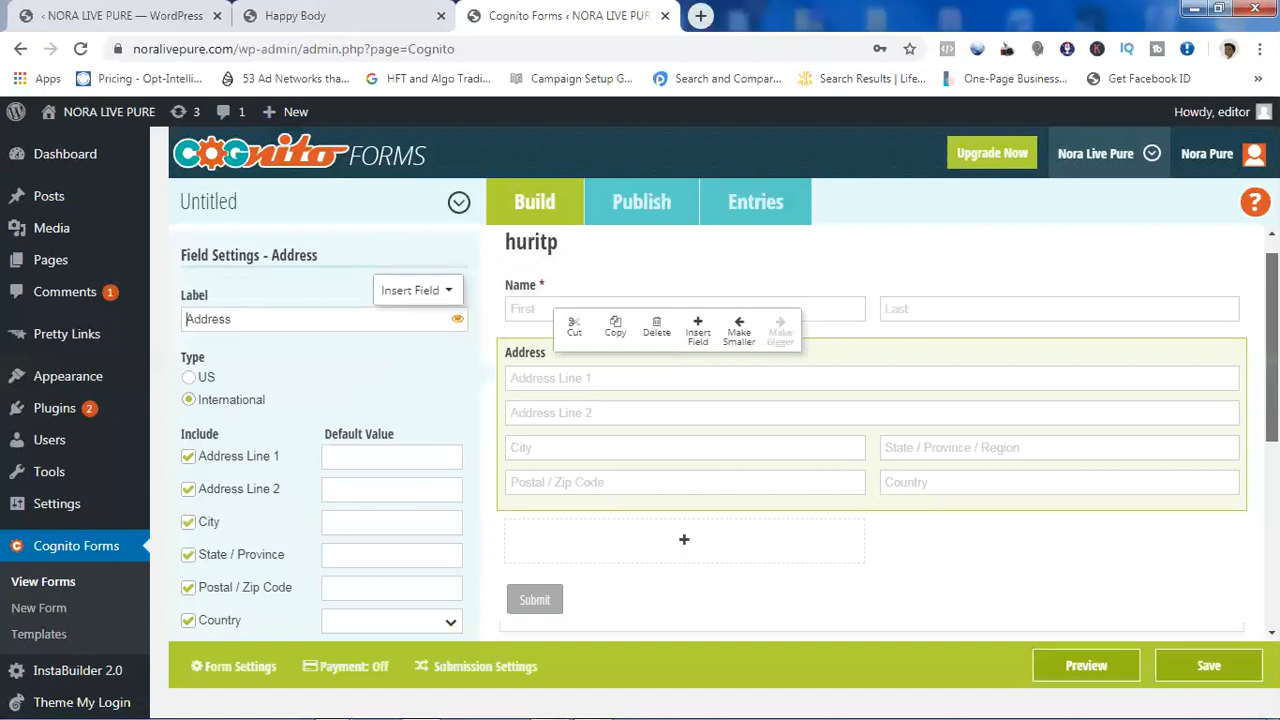 ‹ NORA LIVE PURE — WordPress
Happy Body
Cognito Forms ‹ NORA LIVE PURE
noralivepure.com/wp-admin/admin.php?page=Cognito
Apps
Pricing - Opt-Intelli...
53 Ad Networks tha...
HFT and Algo Tradi...
Campaign Setup G...
Search and Compar...
Search Results | Life...
One-Page Business...
Get Facebook ID
»
NORA LIVE PURE
3
1
New
Howdy, editor
Dashboard
Posts
Media
Pages
Comments 1
Pretty Links
Appearance
Plugins 2
Users
Tools
Settings
Cognito Forms
View Forms
New Form
Templates
InstaBuilder 2.0
Theme My Login
COGNITO FORMS
Upgrade Now
Nora Live Pure
Nora Pure
Untitled
Build
Publish
Entries
?
Field Settings - Address
Insert Field
Label
Address
Type
US
International
Include
Default Value
Address Line 1
Address Line 2
City
State / Province
Postal / Zip Code
Country
huritp
Name *
First
Last
Cut
Copy
Delete
Insert Field
Make Smaller
Make Bigger
Address
Address Line 1
Address Line 2
City
State / Province / Region
Postal / Zip Code
Country
+
Submit
Form Settings
Payment: Off
Submission Settings
Preview
Save